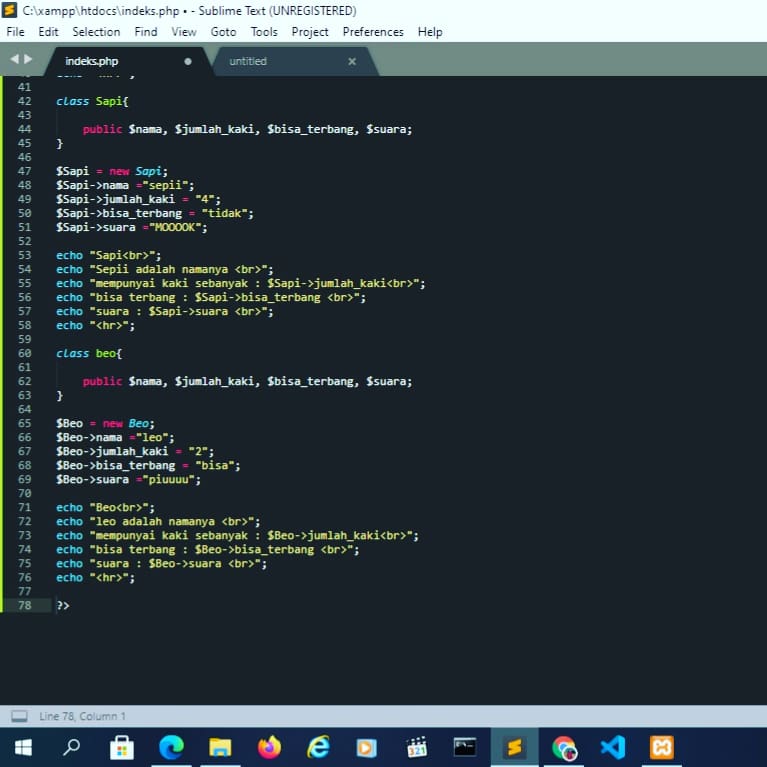 C:\xampp\htdocs\indeks.php • - Sublime Text (UNREGISTERED)
File Edit Selection Find View Goto Tools Project Preferences Help
indeks.php untitled
41
42 class Sapi{
43
44 public $nama, $jumlah_kaki, $bisa_terbang, $suara;
45 }
46
47 $Sapi = new Sapi;
48 $Sapi->nama ="sepii";
49 $Sapi->jumlah_kaki = "4";
50 $Sapi->bisa_terbang = "tidak";
51 $Sapi->suara ="MOOOOK";
52
53 echo "Sapi<br>";
54 echo "Sepii adalah namanya <br>";
55 echo "mempunyai kaki sebanyak : $Sapi->jumlah_kaki<br>";
56 echo "bisa terbang : $Sapi->bisa_terbang <br>";
57 echo "suara : $Sapi->suara <br>";
58 echo "<hr>";
59
60 class beo{
61
62 public $nama, $jumlah_kaki, $bisa_terbang, $suara;
63 }
64
65 $Beo = new Beo;
66 $Beo->nama ="leo";
67 $Beo->jumlah_kaki = "2";
68 $Beo->bisa_terbang = "bisa";
69 $Beo->suara ="piuuuu";
70
71 echo "Beo<br>";
72 echo "leo adalah namanya <br>";
73 echo "mempunyai kaki sebanyak : $Beo->jumlah_kaki<br>";
74 echo "bisa terbang : $Beo->bisa_terbang <br>";
75 echo "suara : $Beo->suara <br>";
76 echo "<hr>";
77
78 ?>
Line 78, Column 1
321